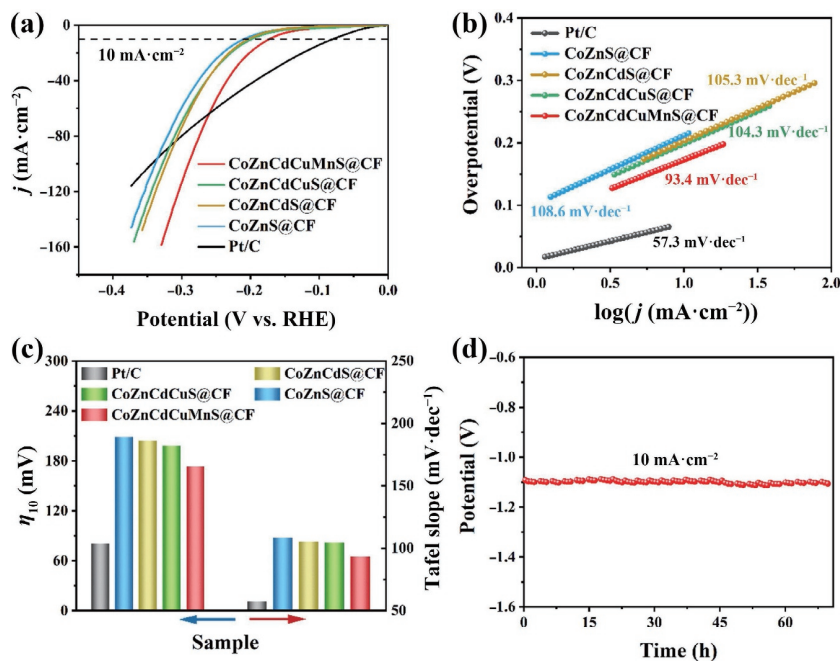 (a)
0
10 mA·cm⁻²
−40
−80
−120
−160
j (mA·cm⁻²)
CoZnCdCuMnS@CF
CoZnCdCuS@CF
CoZnCdS@CF
CoZnS@CF
Pt/C
−0.4
−0.3
−0.2
−0.1
0.0
Potential (V vs. RHE)
(b)
0.4
0.3
0.2
0.1
0.0
Overpotential (V)
Pt/C
CoZnS@CF
CoZnCdS@CF
CoZnCdCuS@CF
CoZnCdCuMnS@CF
105.3 mV·dec⁻¹
104.3 mV·dec⁻¹
93.4 mV·dec⁻¹
108.6 mV·dec⁻¹
57.3 mV·dec⁻¹
0.0
0.5
1.0
1.5
2.0
log(j (mA·cm⁻²))
(c)
300
240
180
120
60
0
η₁₀ (mV)
Pt/C
CoZnCdS@CF
CoZnCdCuS@CF
CoZnS@CF
CoZnCdCuMnS@CF
250
200
150
100
50
Tafel slope (mV·dec⁻¹)
Sample
(d)
−0.6
−0.8
−1.0
−1.2
−1.4
−1.6
Potential (V)
10 mA·cm⁻²
0
15
30
45
60
Time (h)